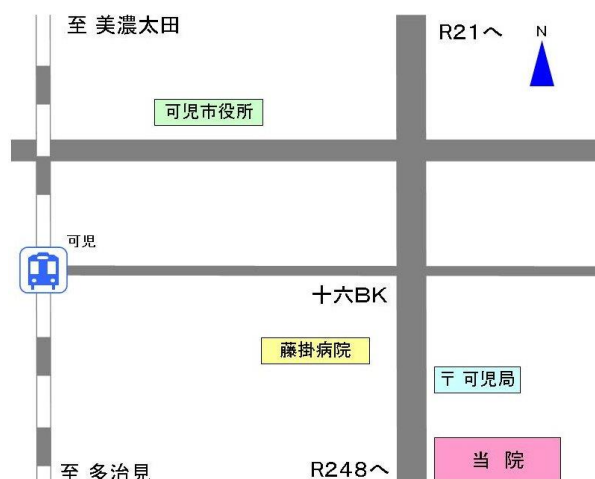 至 美濃太田
R21へ
N
可児市役所
可児
十六BK
藤掛病院
〒 可児局
当 院
R248へ
至 多治見